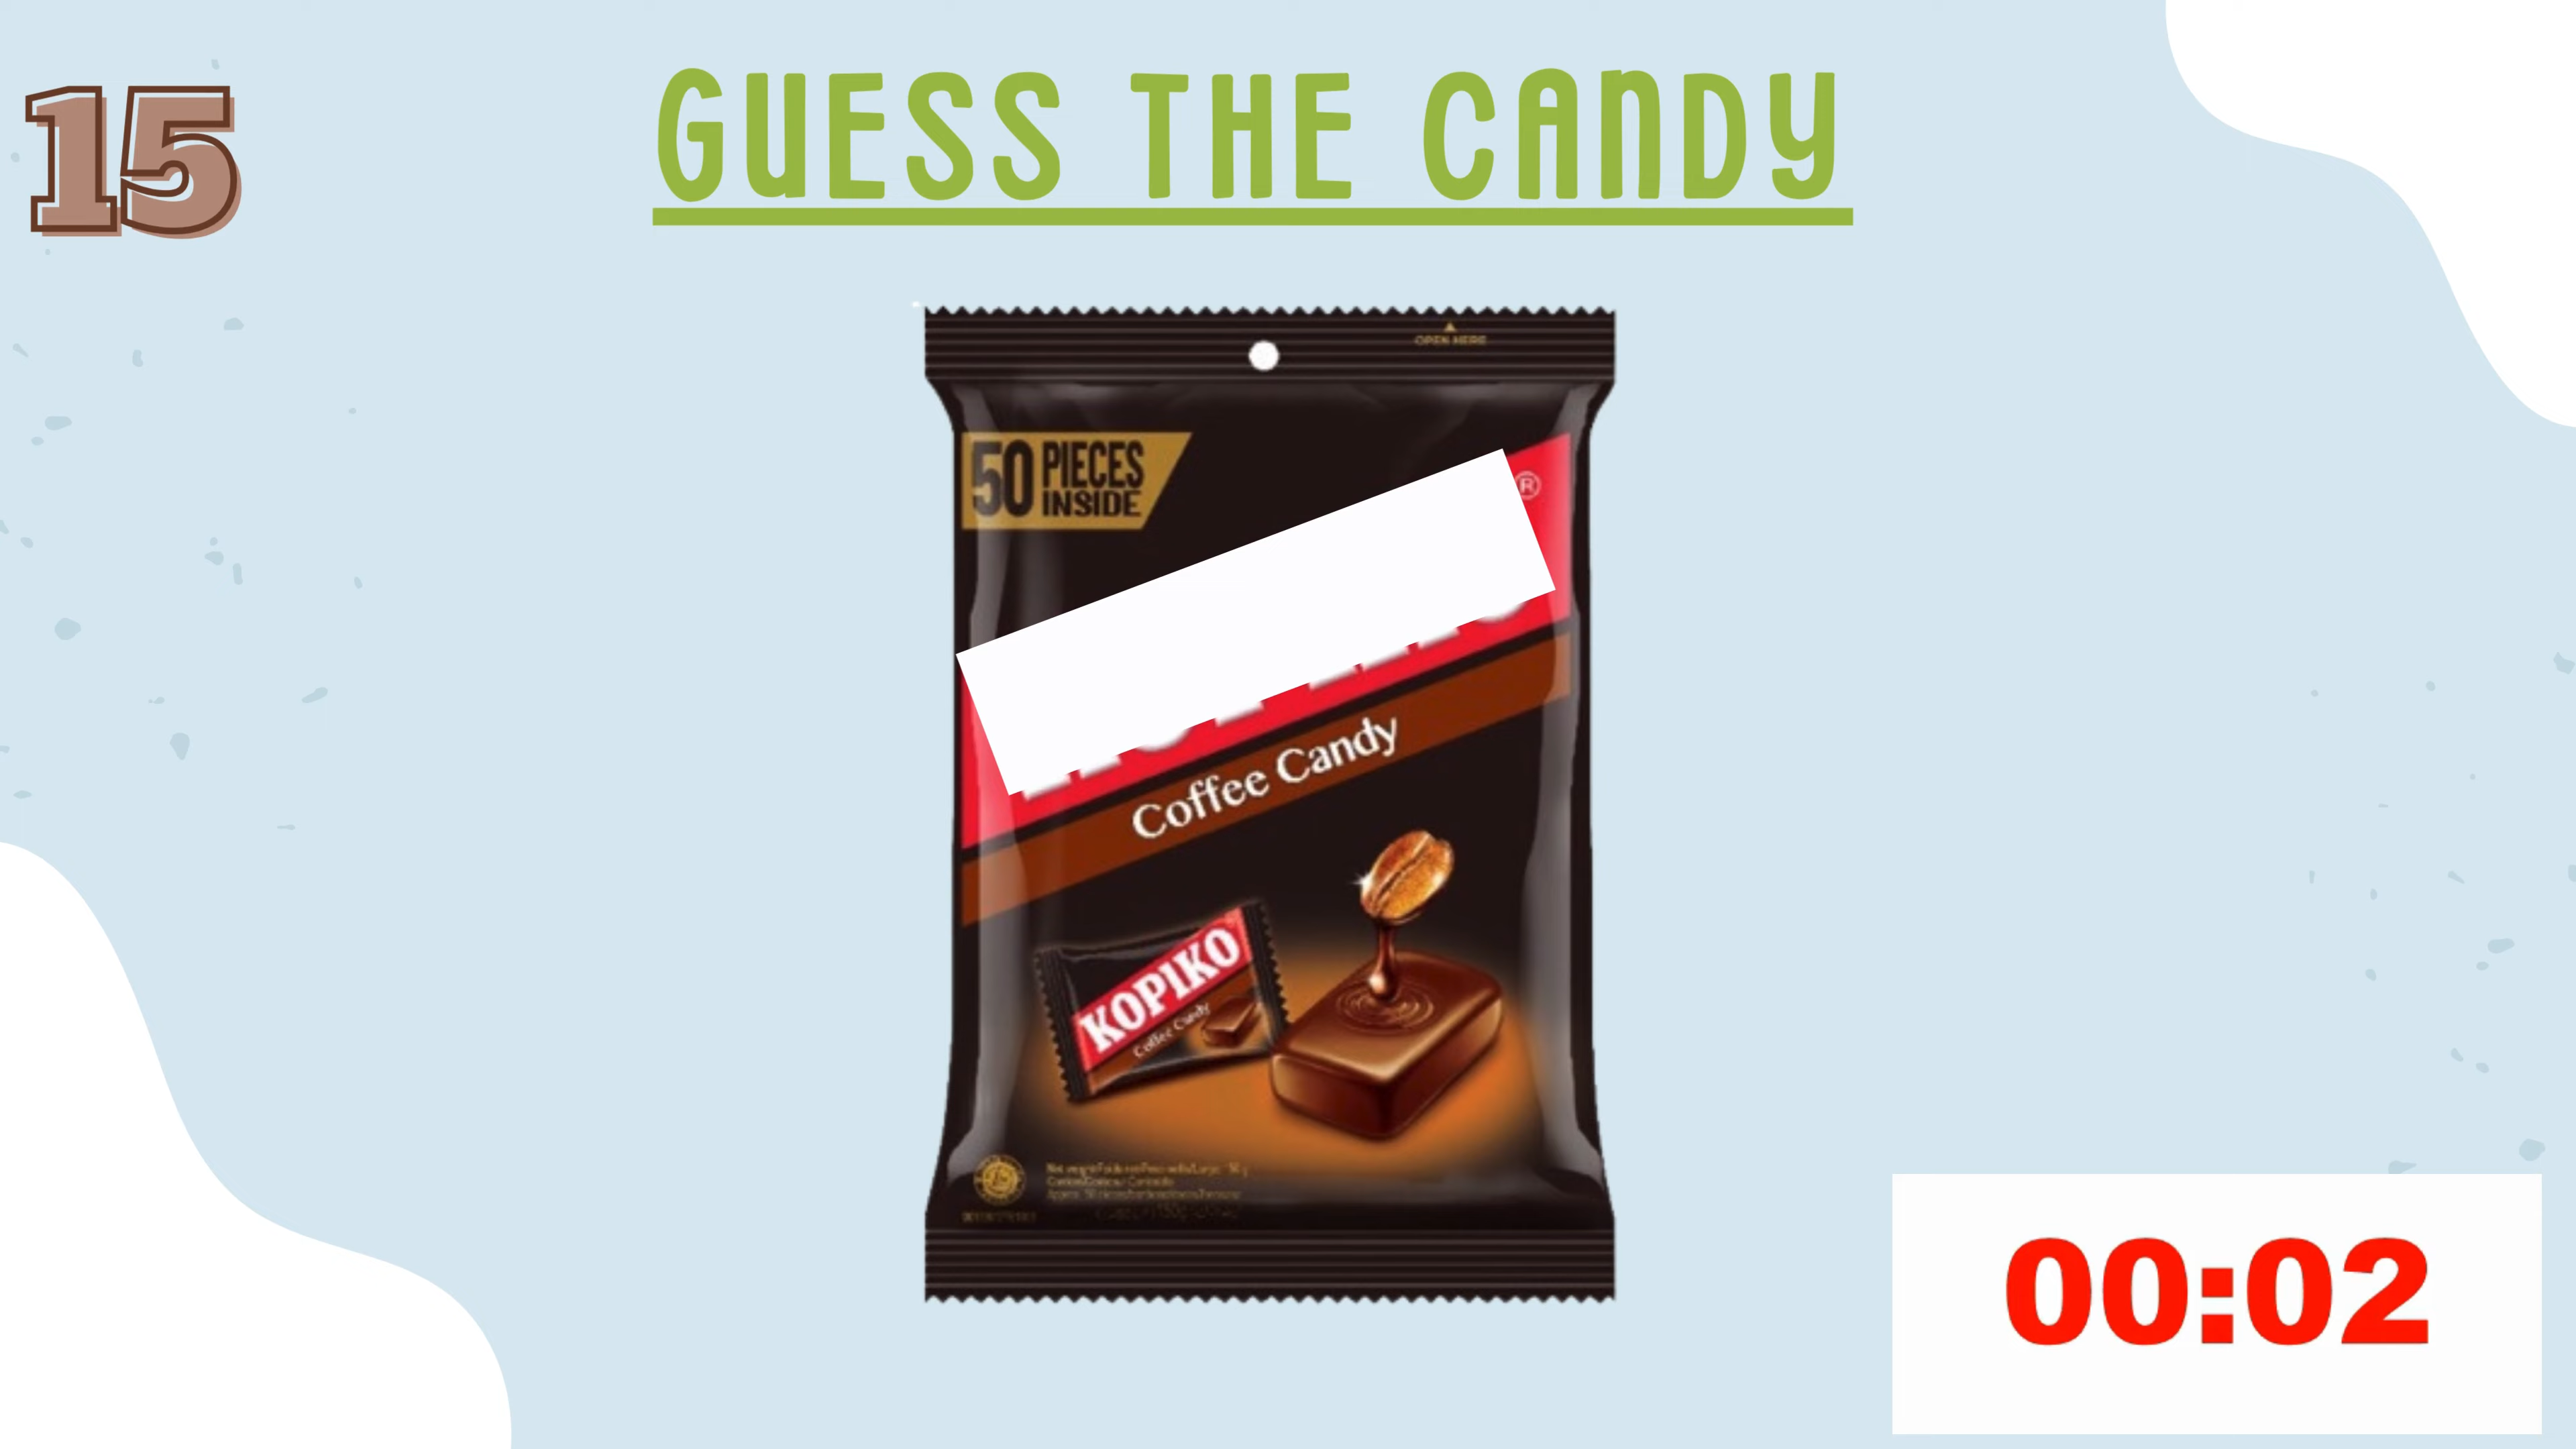 15
GUESS THE CANDY
OPEN HERE
50 PIECES
INSIDE
®
Coffee Candy
KOPIKO
Coffee Candy
00:02